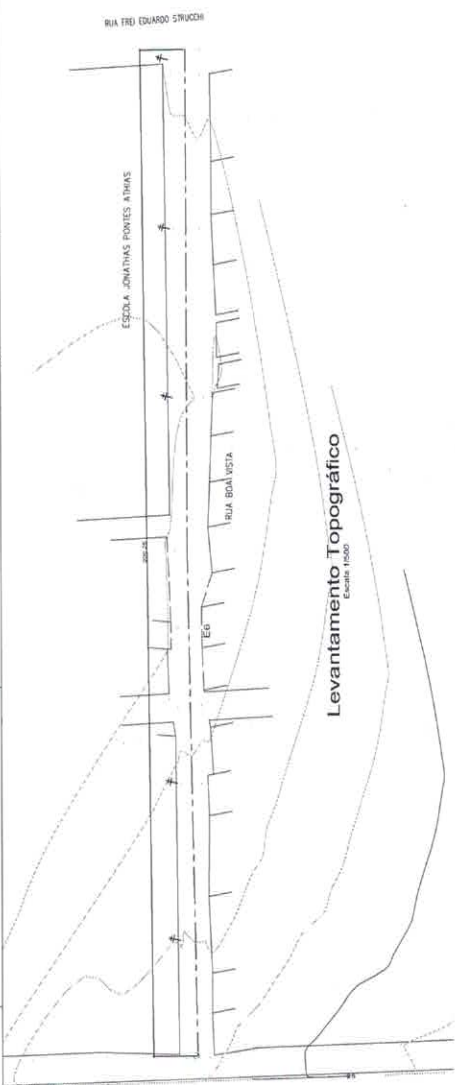 RUA FREI EDUARDO STRUCCHI
ESCOLA JONATHAS PONTES ATHIAS
RUA BOA VISTA
E6
Levantamento Topográfico
Escala 1/500